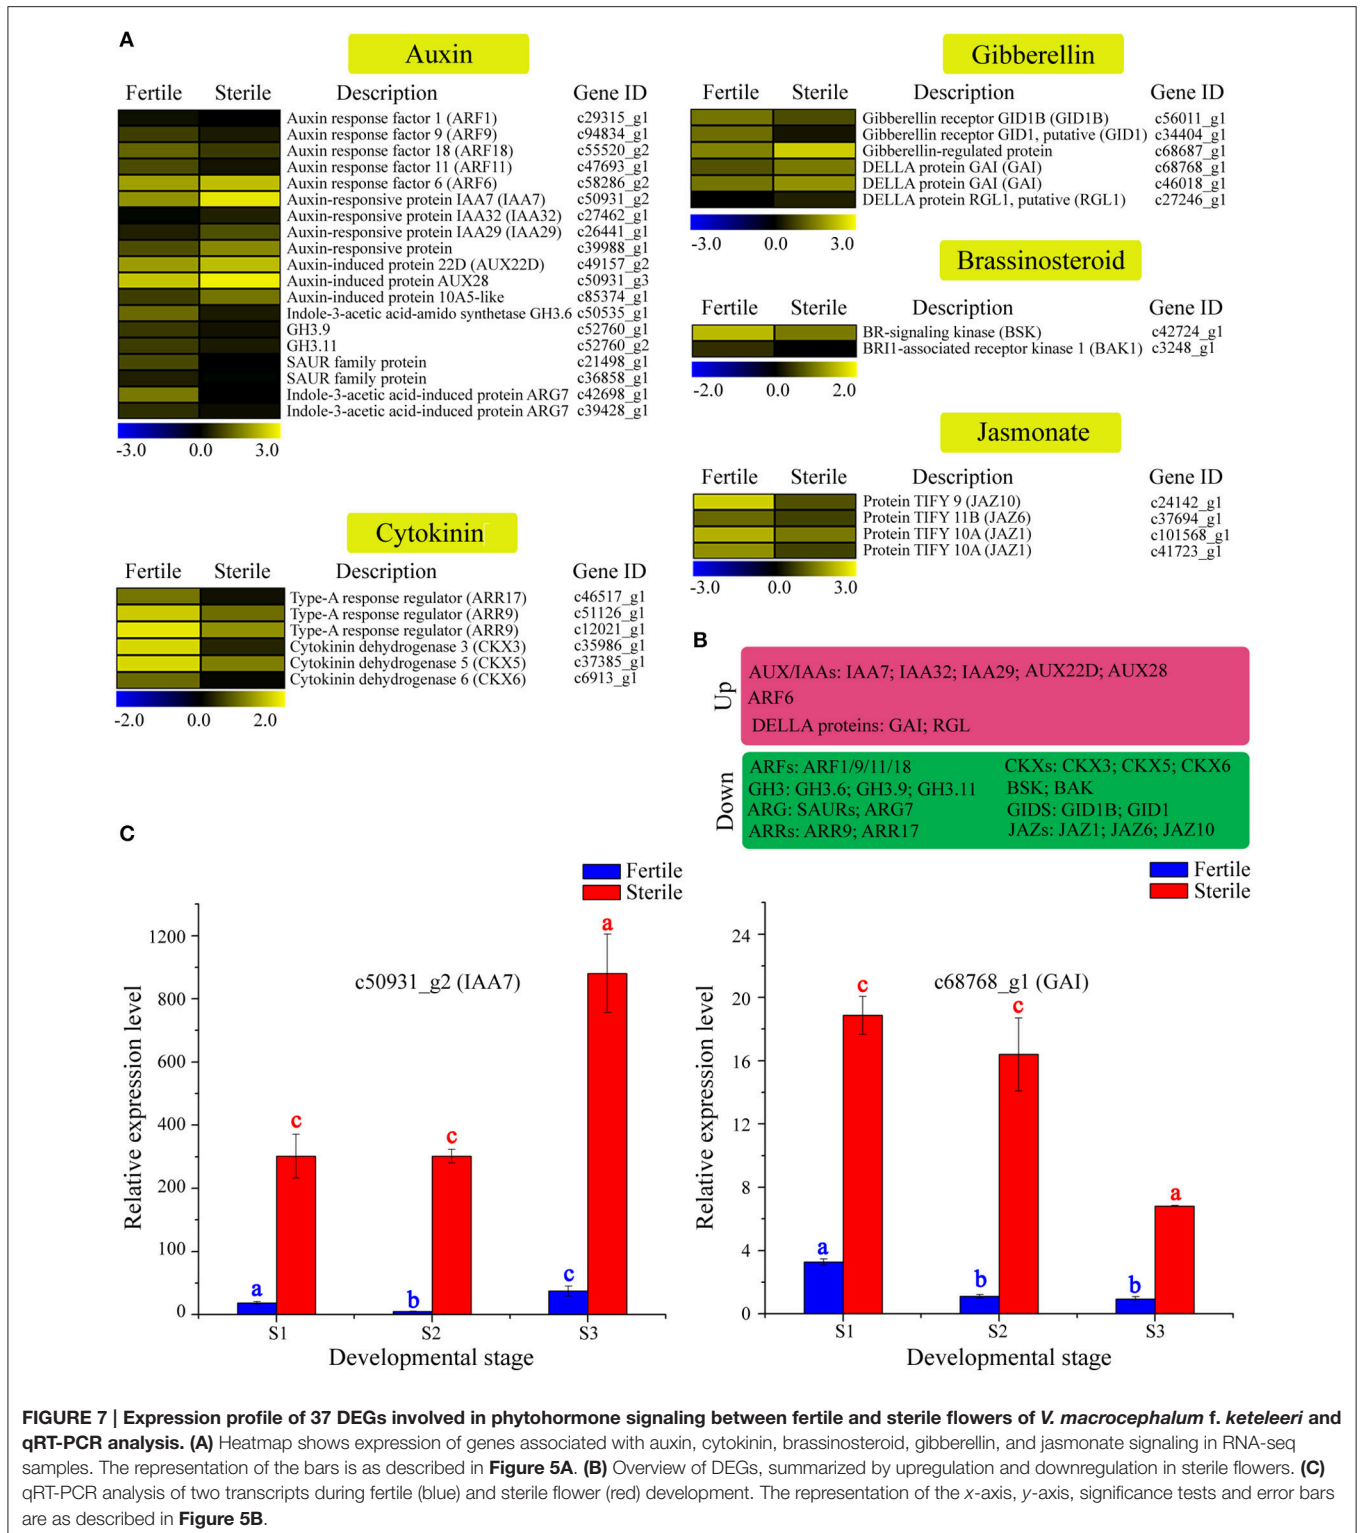 A
Auxin
Fertile Sterile Description Gene ID
Auxin response factor 1 (ARF1) c29315_g1
Auxin response factor 9 (ARF9) c94834_g1
Auxin response factor 18 (ARF18) c55520_g2
Auxin response factor 11 (ARF11) c47693_g1
Auxin response factor 6 (ARF6) c58286_g2
Auxin-responsive protein IAA7 (IAA7) c50931_g2
Auxin-responsive protein IAA32 (IAA32) c27462_g1
Auxin-responsive protein IAA29 (IAA29) c26441_g1
Auxin-responsive protein c39988_g1
Auxin-induced protein 22D (AUX22D) c49157_g2
Auxin-induced protein AUX28 c50931_g3
Auxin-induced protein 10A5-like c85374_g1
Indole-3-acetic acid-amido synthetase GH3.6 c50535_g1
GH3.9 c52760_g1
GH3.11 c52760_g2
SAUR family protein c21498_g1
SAUR family protein c36858_g1
Indole-3-acetic acid-induced protein ARG7 c42698_g1
Indole-3-acetic acid-induced protein ARG7 c39428_g1
-3.0 0.0 3.0
Cytokinin
Fertile Sterile Description Gene ID
Type-A response regulator (ARR17) c46517_g1
Type-A response regulator (ARR9) c51126_g1
Type-A response regulator (ARR9) c12021_g1
Cytokinin dehydrogenase 3 (CKX3) c35986_g1
Cytokinin dehydrogenase 5 (CKX5) c37385_g1
Cytokinin dehydrogenase 6 (CKX6) c6913_g1
-2.0 0.0 2.0
Gibberellin
Fertile Sterile Description Gene ID
Gibberellin receptor GID1B (GID1B) c56011_g1
Gibberellin receptor GID1, putative (GID1) c34404_g1
Gibberellin-regulated protein c68687_g1
DELLA protein GAI (GAI) c68768_g1
DELLA protein GAI (GAI) c46018_g1
DELLA protein RGL1, putative (RGL1) c27246_g1
-3.0 0.0 3.0
Brassinosteroid
Fertile Sterile Description Gene ID
BR-signaling kinase (BSK) c42724_g1
BRI1-associated receptor kinase 1 (BAK1) c3248_g1
-2.0 0.0 2.0
Jasmonate
Fertile Sterile Description Gene ID
Protein TIFY 9 (JAZ10) c24142_g1
Protein TIFY 11B (JAZ6) c37694_g1
Protein TIFY 10A (JAZ1) c101568_g1
Protein TIFY 10A (JAZ1) c41723_g1
-3.0 0.0 3.0
B
Up
AUX/IAAs: IAA7; IAA32; IAA29; AUX22D; AUX28
ARF6
DELLA proteins: GAI; RGL
Down
ARFs: ARF1/9/11/18 CKXs: CKX3; CKX5; CKX6
GH3: GH3.6; GH3.9; GH3.11 BSK; BAK
ARG: SAURs; ARG7 GIDS: GID1B; GID1
ARRs: ARR9; ARR17 JAZs: JAZ1; JAZ6; JAZ10
C
Fertile
Sterile
c50931_g2 (IAA7)
Relative expression level
1200
800
600
400
200
100
0
a c b c c a
S1 S2 S3
Developmental stage
Fertile
Sterile
c68768_g1 (GAI)
Relative expression level
24
20
16
12
8
4
0
a c b c b a
S1 S2 S3
Developmental stage
FIGURE 7 | Expression profile of 37 DEGs involved in phytohormone signaling between fertile and sterile flowers of V. macrocephalum f. keteleeri and
qRT-PCR analysis. (A) Heatmap shows expression of genes associated with auxin, cytokinin, brassinosteroid, gibberellin, and jasmonate signaling in RNA-seq
samples. The representation of the bars is as described in Figure 5A. (B) Overview of DEGs, summarized by upregulation and downregulation in sterile flowers. (C)
qRT-PCR analysis of two transcripts during fertile (blue) and sterile flower (red) development. The representation of the x-axis, y-axis, significance tests and error bars
are as described in Figure 5B.